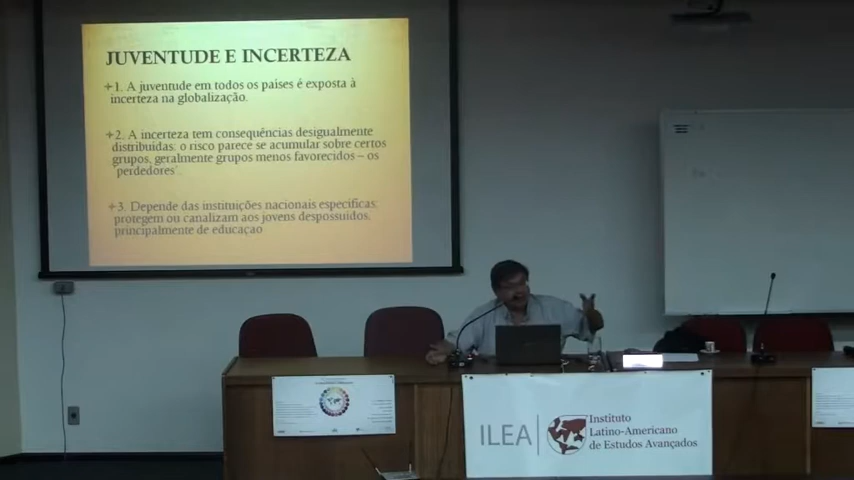 JUVENTUDE E INCERTEZA
1. A juventude em todos os países é exposta à
incerteza na globalização.
2. A incerteza tem consequências desigualmente
distribuídas: o risco parece se acumular sobre certos
grupos, geralmente grupos menos favorecidos – os
'perdedores'.
3. Depende das instituições nacionais específicas:
protegem ou canalizam aos jovens despossuídos,
principalmente de educação
ILEA
Instituto
Latino-Americano
de Estudos Avançados